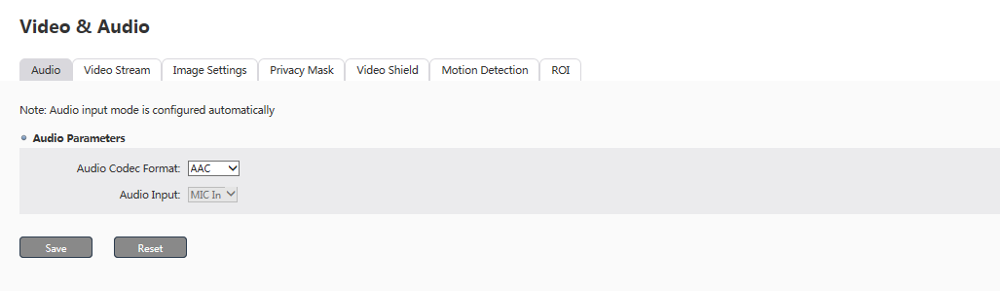 Video & Audio
Audio Video Stream Image Settings Privacy Mask Video Shield Motion Detection ROI
Note: Audio input mode is configured automatically
Audio Parameters
Audio Codec Format: AAC
Audio Input: MIC In
Save Reset